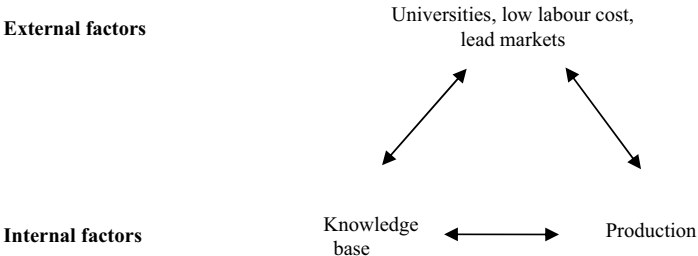 External factors
Universities, low labour cost,
lead markets
Internal factors
Knowledge
base
Production